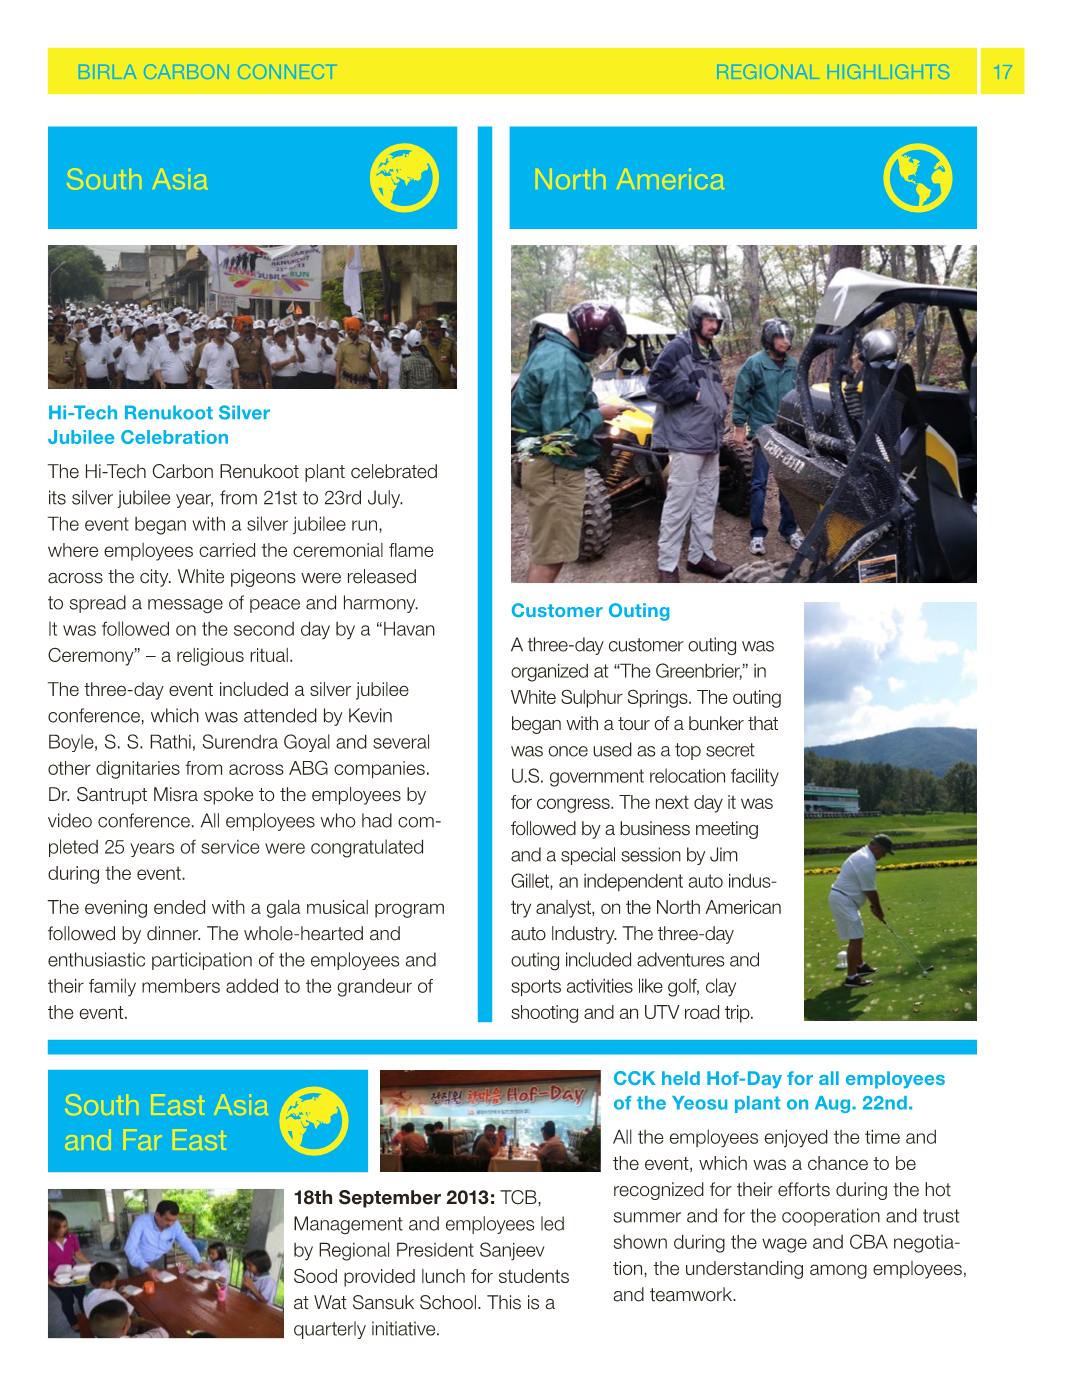 BIRLA CARBON CONNECT
REGIONAL HIGHLIGHTS
17
South Asia
JUBILEE RUN
Hi-Tech Renukoot Silver
Jubilee Celebration
The Hi-Tech Carbon Renukoot plant celebrated
its silver jubilee year, from 21st to 23rd July.
The event began with a silver jubilee run,
where employees carried the ceremonial flame
across the city. White pigeons were released
to spread a message of peace and harmony.
It was followed on the second day by a “Havan
Ceremony” – a religious ritual.
The three-day event included a silver jubilee
conference, which was attended by Kevin
Boyle, S. S. Rathi, Surendra Goyal and several
other dignitaries from across ABG companies.
Dr. Santrupt Misra spoke to the employees by
video conference. All employees who had com-
pleted 25 years of service were congratulated
during the event.
The evening ended with a gala musical program
followed by dinner. The whole-hearted and
enthusiastic participation of the employees and
their family members added to the grandeur of
the event.
North America
can-am
Customer Outing
A three-day customer outing was
organized at “The Greenbrier,” in
White Sulphur Springs. The outing
began with a tour of a bunker that
was once used as a top secret
U.S. government relocation facility
for congress. The next day it was
followed by a business meeting
and a special session by Jim
Gillet, an independent auto indus-
try analyst, on the North American
auto Industry. The three-day
outing included adventures and
sports activities like golf, clay
shooting and an UTV road trip.
South East Asia
and Far East
전직원 한마음 Hof-Day
18th September 2013: TCB,
Management and employees led
by Regional President Sanjeev
Sood provided lunch for students
at Wat Sansuk School. This is a
quarterly initiative.
CCK held Hof-Day for all employees
of the Yeosu plant on Aug. 22nd.
All the employees enjoyed the time and
the event, which was a chance to be
recognized for their efforts during the hot
summer and for the cooperation and trust
shown during the wage and CBA negotia-
tion, the understanding among employees,
and teamwork.